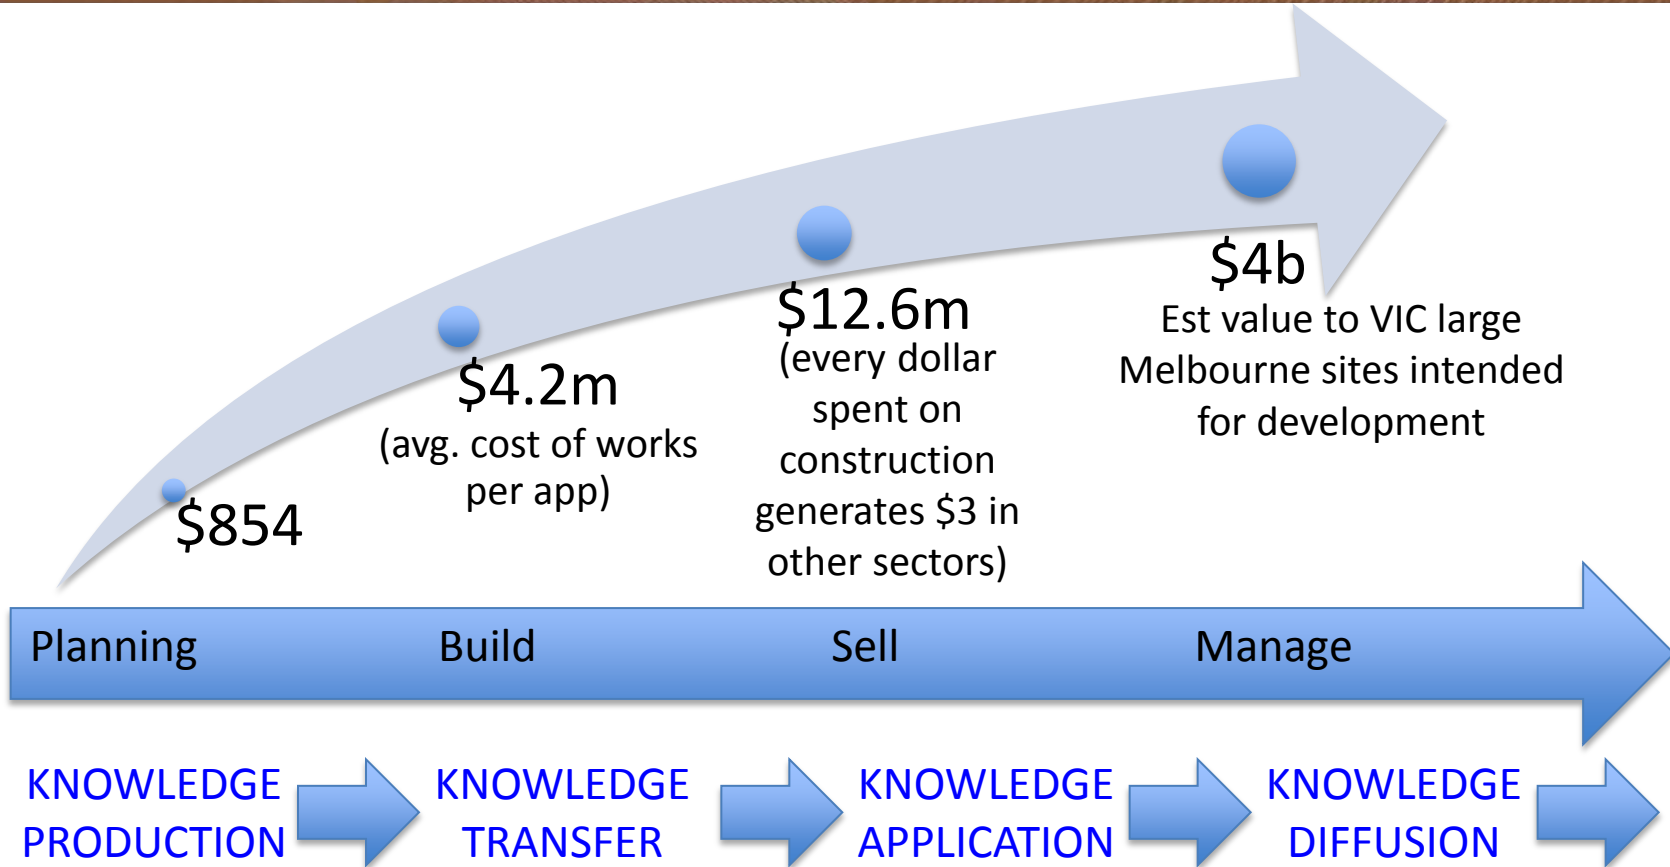 $854
$4.2m
(avg. cost of works
per app)
$12.6m
(every dollar
spent on
construction
generates $3 in
other sectors)
$4b
Est value to VIC large
Melbourne sites intended
for development
Planning
Build
Sell
Manage
KNOWLEDGE
PRODUCTION
KNOWLEDGE
TRANSFER
KNOWLEDGE
APPLICATION
KNOWLEDGE
DIFFUSION